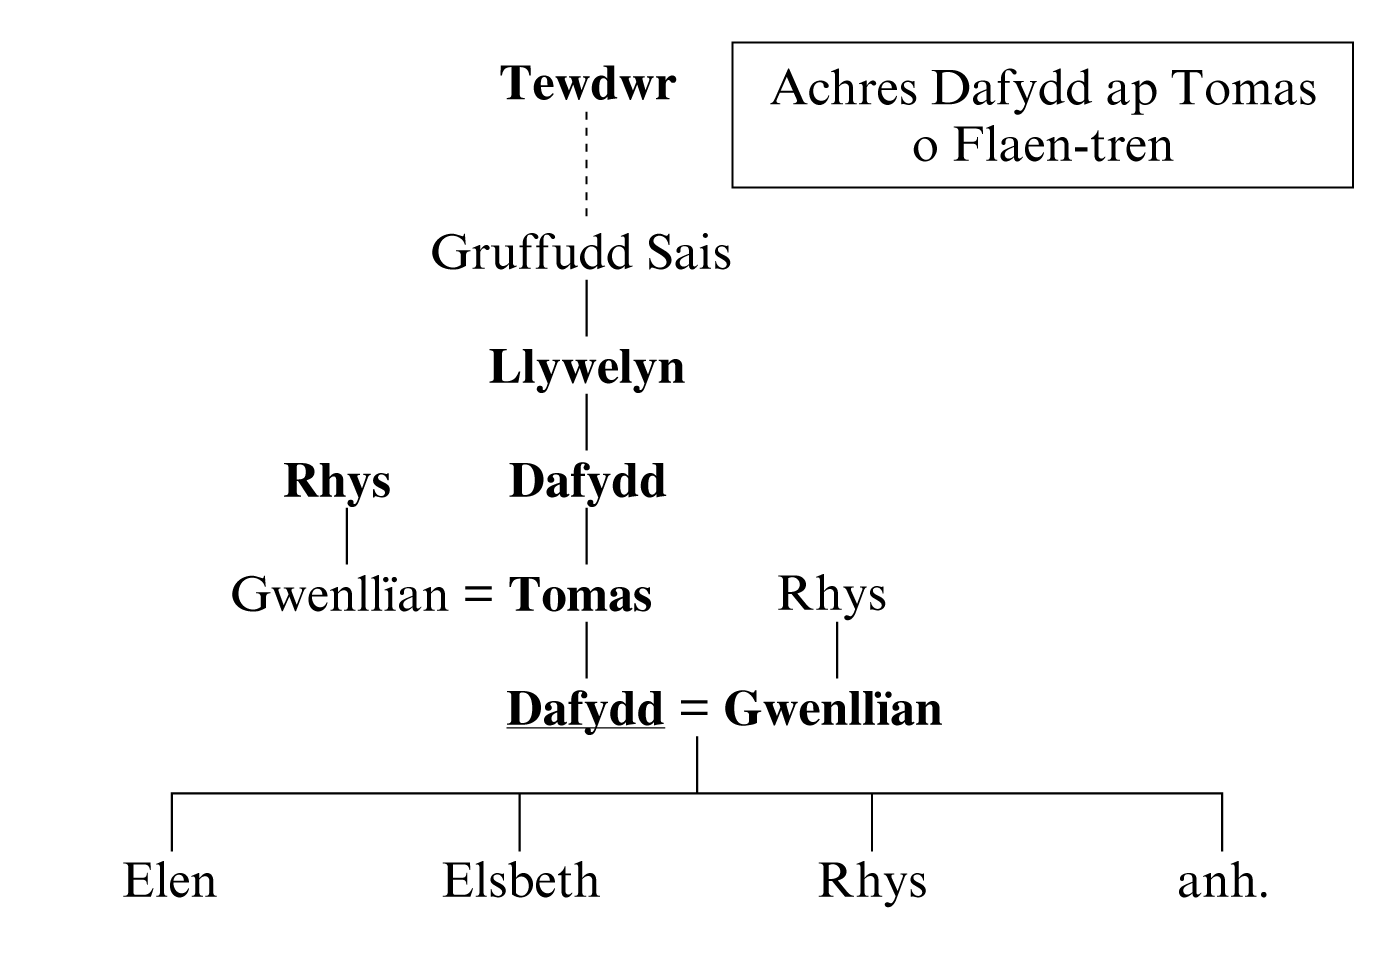 Tewdwr
Achres Dafydd ap Tomas
o Flaen-tren
Gruffudd Sais
Llywelyn
Rhys Dafydd
Gwenllïan = Tomas Rhys
Dafydd = Gwenllïan
Elen Elsbeth Rhys anh.